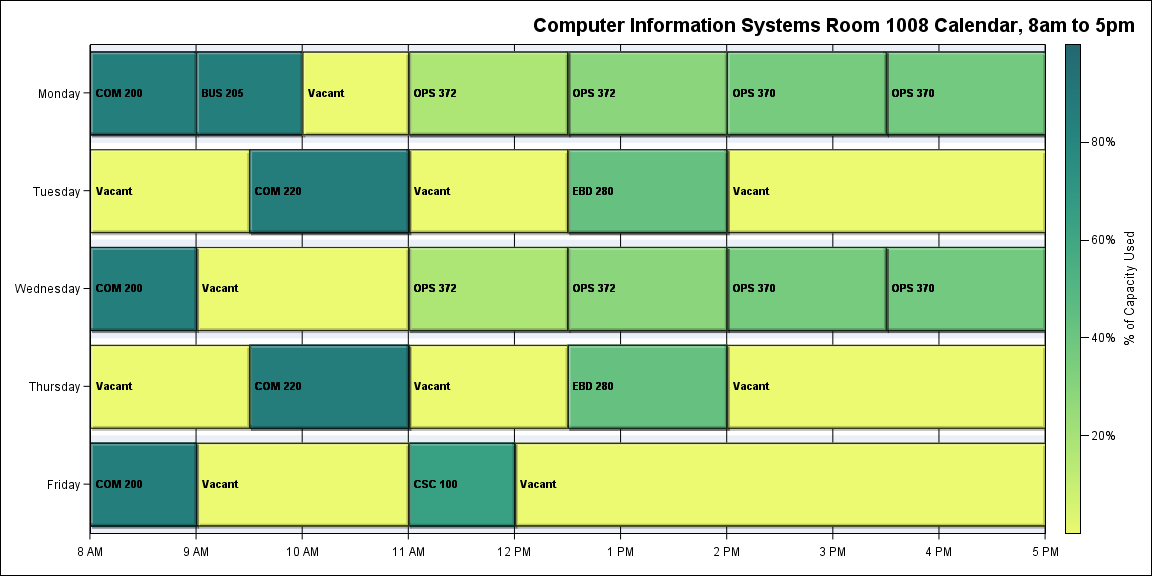 Computer Information Systems Room 1008 Calendar, 8am to 5pm
Monday
COM 200
BUS 205
Vacant
OPS 372
OPS 372
OPS 370
OPS 370
Tuesday
Vacant
COM 220
Vacant
EBD 280
Vacant
Wednesday
COM 200
Vacant
OPS 372
OPS 372
OPS 370
OPS 370
Thursday
Vacant
COM 220
Vacant
EBD 280
Vacant
Friday
COM 200
Vacant
CSC 100
Vacant
8 AM
9 AM
10 AM
11 AM
12 PM
1 PM
2 PM
3 PM
4 PM
5 PM
80%
60%
40%
20%
% of Capacity Used